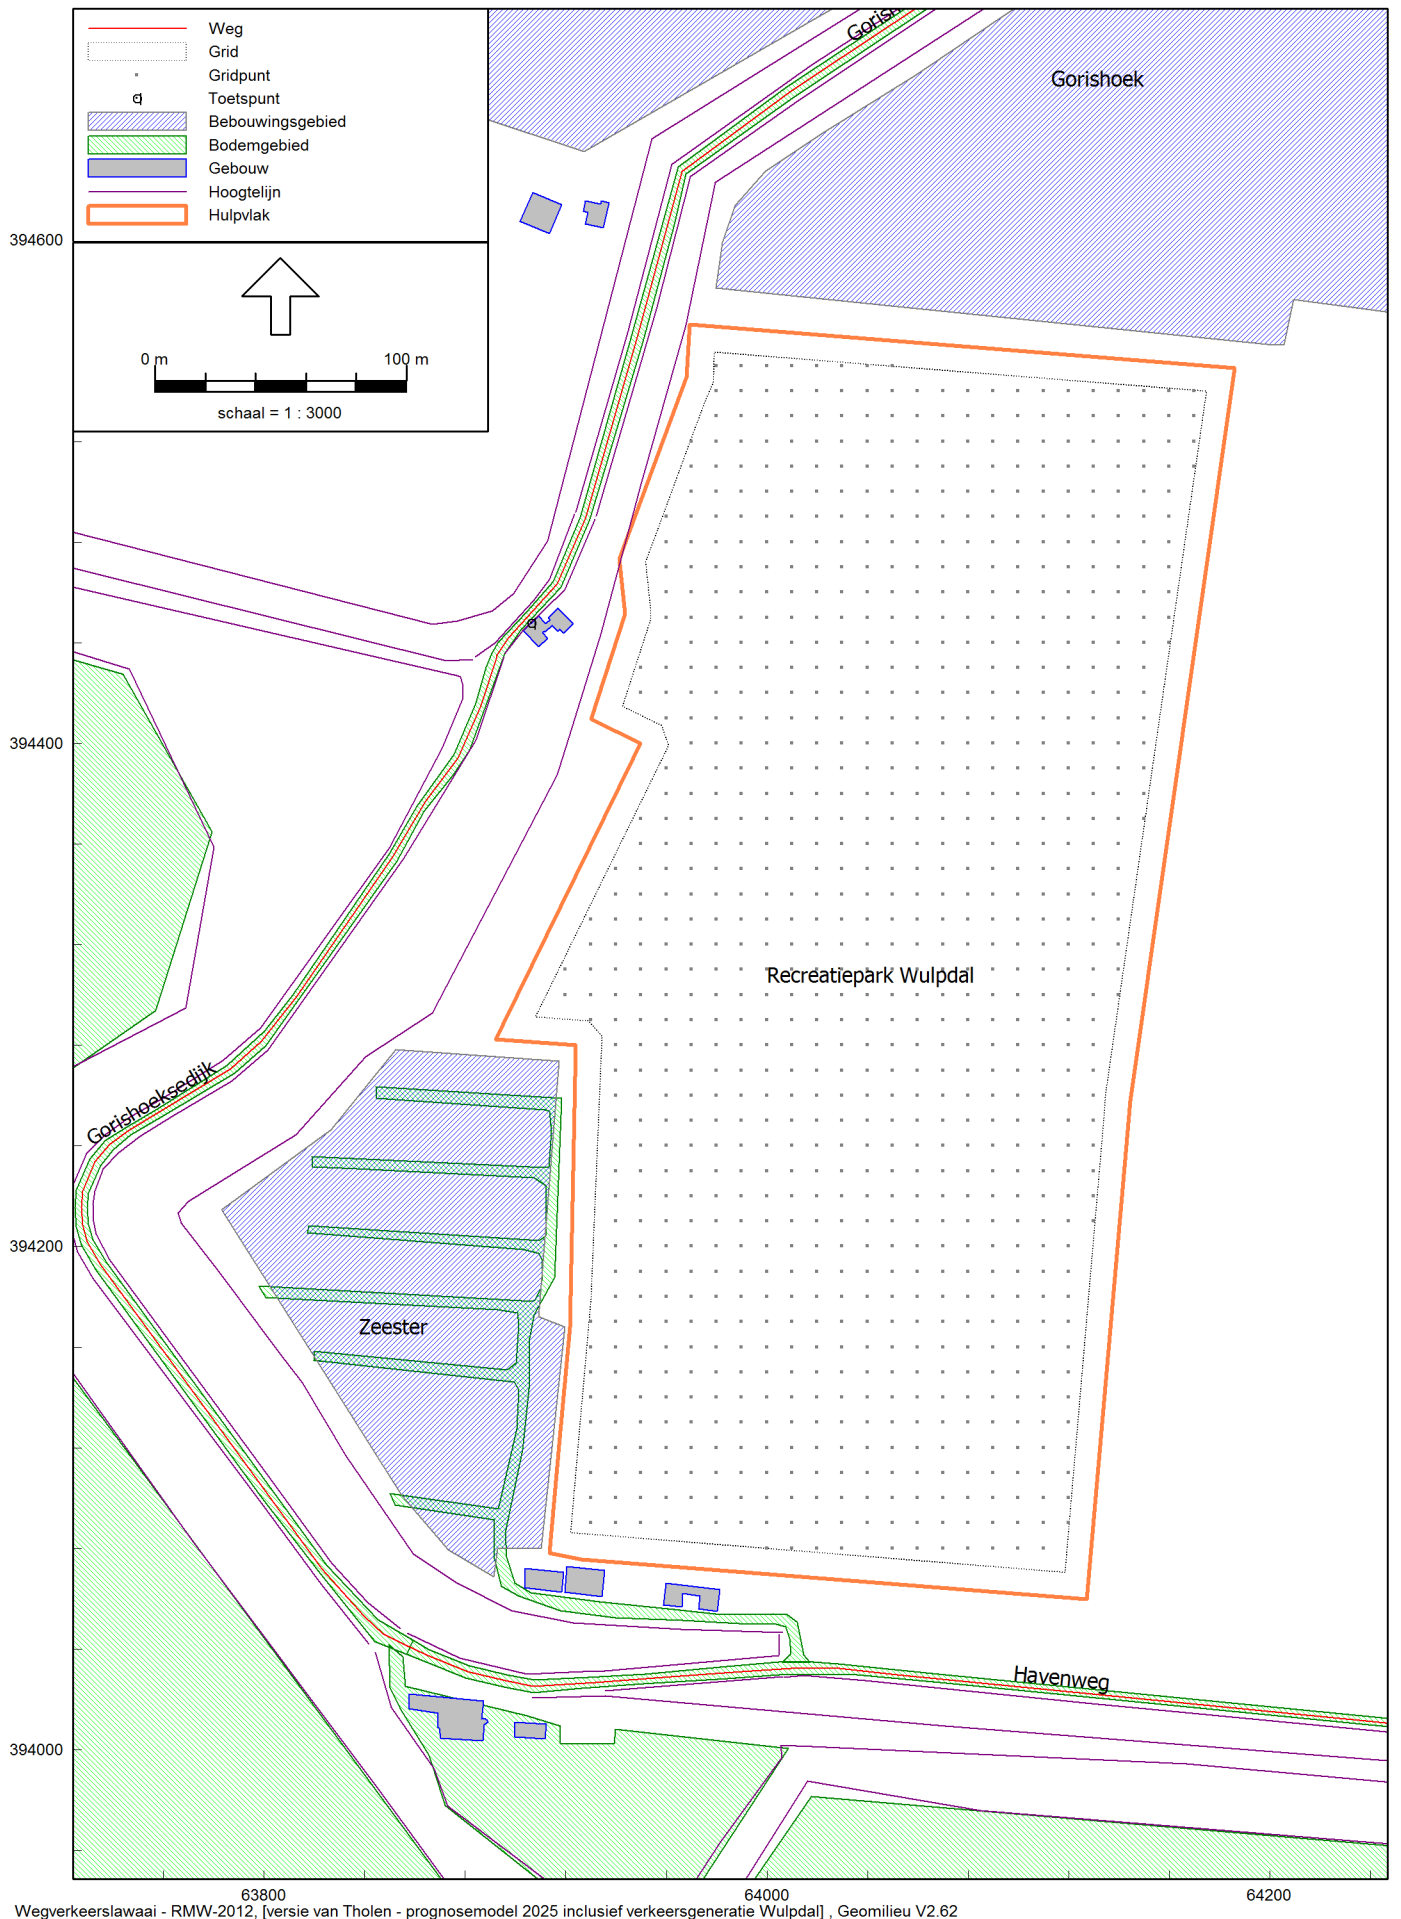 Weg
Grid
Gridpunt
Toetspunt
Bebouwingsgebied
Bodemgebied
Gebouw
Hoogtelijn
Hulpvlak
0 m 100 m
schaal = 1 : 3000
Gorishoek
394600
394400
Recreatiepark Wulpdal
Gorishoeksedijk
394200
Zeester
Havenweg
394000
63800 64000 64200
Wegverkeerslawaai - RMW-2012, [versie van Tholen - prognosemodel 2025 inclusief verkeersgeneratie Wulpdal] , Geomilieu V2.62